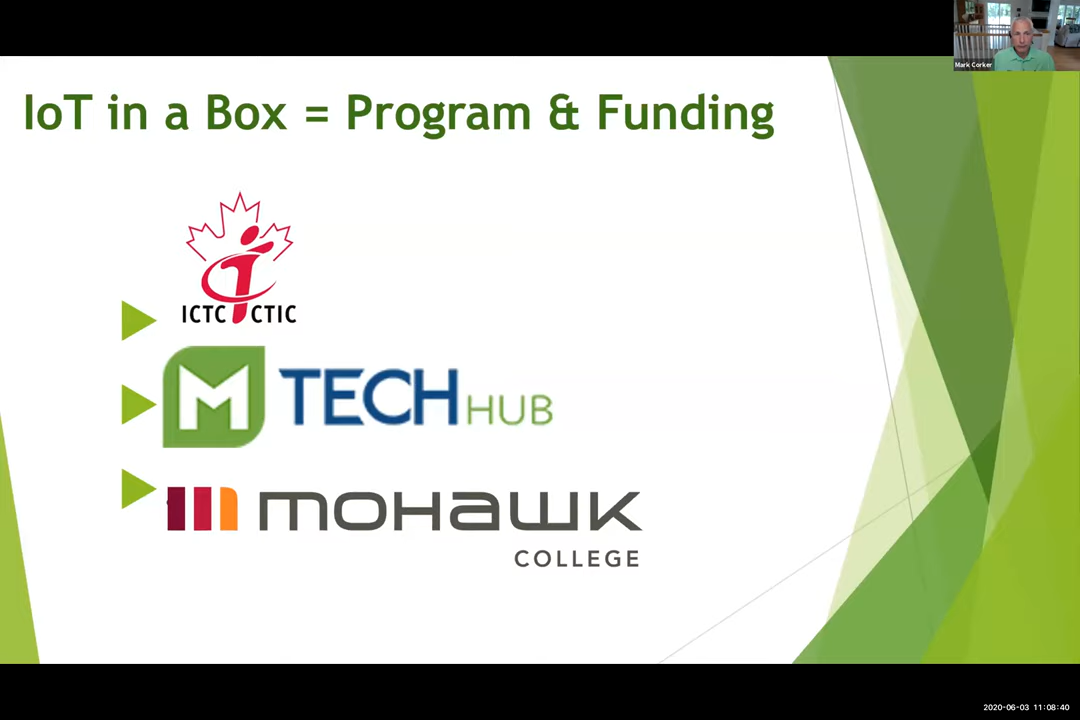 Mark Corker
IoT in a Box = Program & Funding
ICTC CTIC
M TECH HUB
mohawk
COLLEGE
2020-06-03 11:08:40